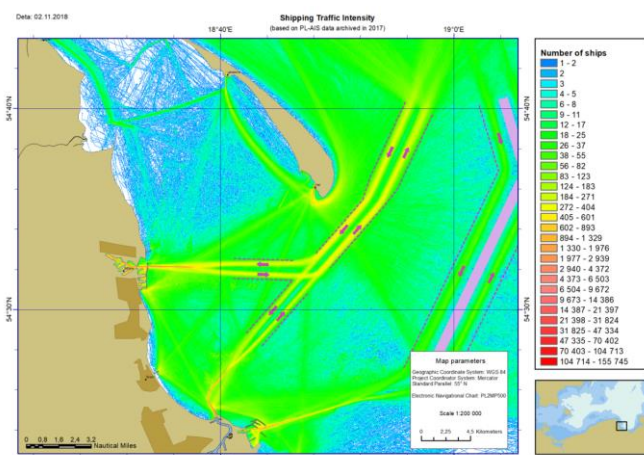 Data: 02.11.2018
Shipping Traffic Intensity
(based on PL-AIS data archived in 2017)
18°40'E
19°0'E
54°40'N
54°40'N
54°30'N
54°30'N
Number of ships
1 - 2
2
3
4 - 5
6 - 8
9 - 11
12 - 17
18 - 25
26 - 37
38 - 55
56 - 82
83 - 123
124 - 183
184 - 271
272 - 404
405 - 601
602 - 893
894 - 1 329
1 330 - 1 976
1 977 - 2 939
2 940 - 4 372
4 373 - 6 503
6 504 - 9 672
9 673 - 14 386
14 387 - 21 397
21 398 - 31 824
31 825 - 47 334
47 335 - 70 402
70 403 - 104 713
104 714 - 155 745
Map parameters
Geographic Coordinate System: WGS 84
Project Coordinator System: Mercator
Standard Parallel: 55° N
Electronic Navigational Chart: PL2MP500
Scale 1:200 000
0 2,25 4,5 Kilometers
0 0,8 1,6 2,4 3,2
Nautical Miles